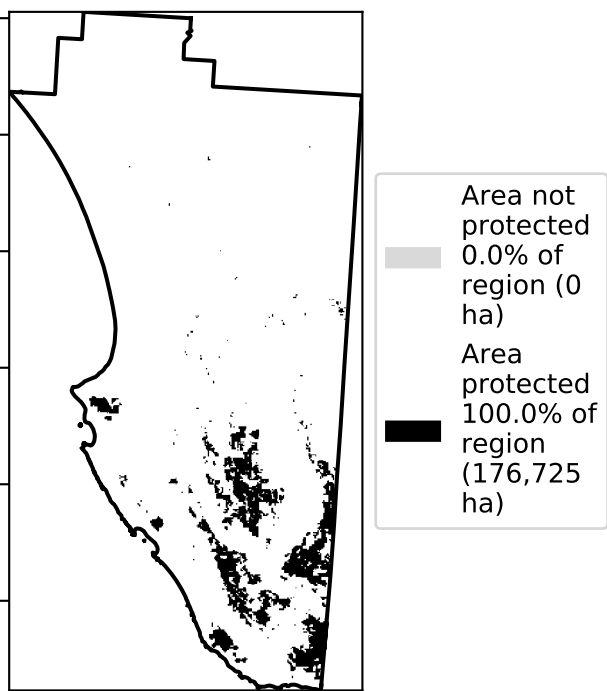 Area not
protected
0.0% of
region (0
ha)
Area
protected
100.0% of
region
(176,725
ha)